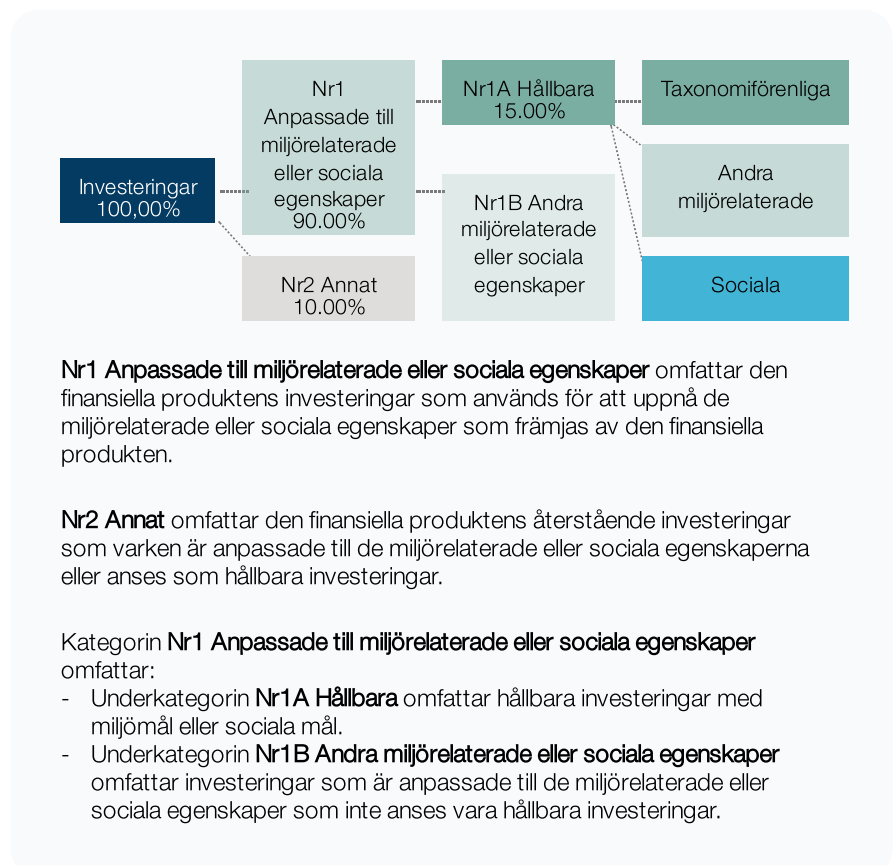 Investeringar
100,00%
Nr1
Anpassade till
miljörelaterade
eller sociala
egenskaper
90.00%
Nr2 Annat
10.00%
Nr1A Hållbara
15.00%
Nr1B Andra
miljörelaterade
eller sociala
egenskaper
Taxonomiförenliga
Andra
miljörelaterade
Sociala
Nr1 Anpassade till miljörelaterade eller sociala egenskaper omfattar den
finansiella produktens investeringar som används för att uppnå de
miljörelaterade eller sociala egenskaper som främjas av den finansiella
produkten.
Nr2 Annat omfattar den finansiella produktens återstående investeringar
som varken är anpassade till de miljörelaterade eller sociala egenskaperna
eller anses som hållbara investeringar.
Kategorin Nr1 Anpassade till miljörelaterade eller sociala egenskaper
omfattar:
- Underkategorin Nr1A Hållbara omfattar hållbara investeringar med
miljömål eller sociala mål.
- Underkategorin Nr1B Andra miljörelaterade eller sociala egenskaper
omfattar investeringar som är anpassade till de miljörelaterade eller
sociala egenskaper som inte anses vara hållbara investeringar.